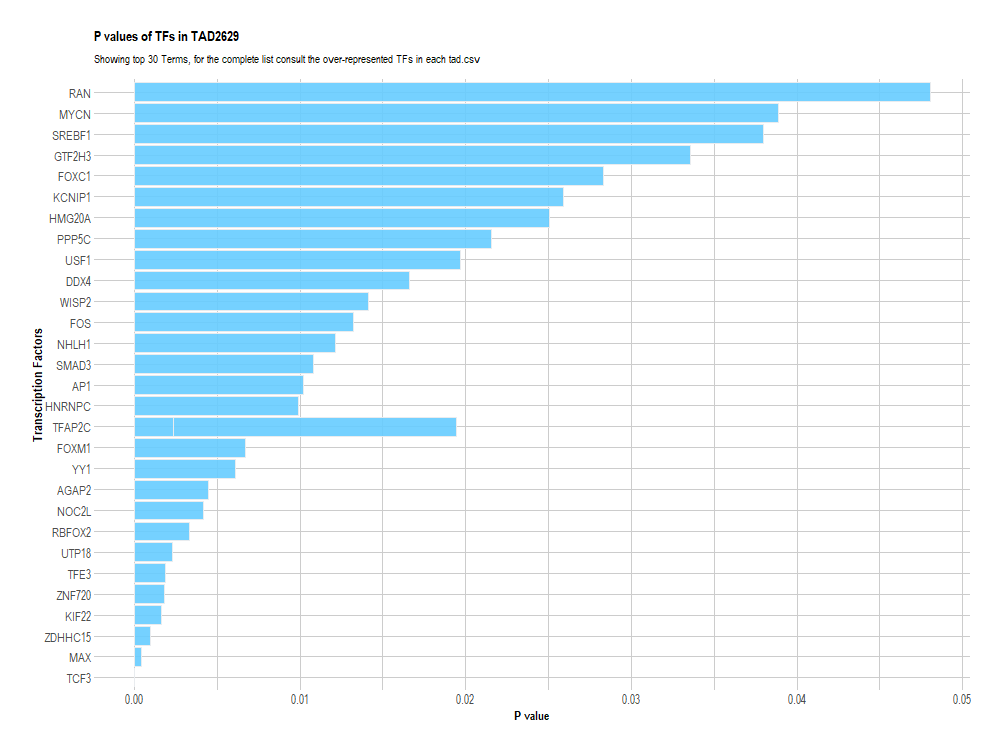 P values of TFs in TAD2629
Showing top 30 Terms, for the complete list consult the over-represented TFs in each tad.csv
Transcription Factors
RAN
MYCN
SREBF1
GTF2H3
FOXC1
KCNIP1
HMG20A
PPP5C
USF1
DDX4
WISP2
FOS
NHLH1
SMAD3
AP1
HNRNPC
TFAP2C
FOXM1
YY1
AGAP2
NOC2L
RBFOX2
UTP18
TFE3
ZNF720
KIF22
ZDHHC15
MAX
TCF3
0.00 0.01 0.02 0.03 0.04 0.05
P value